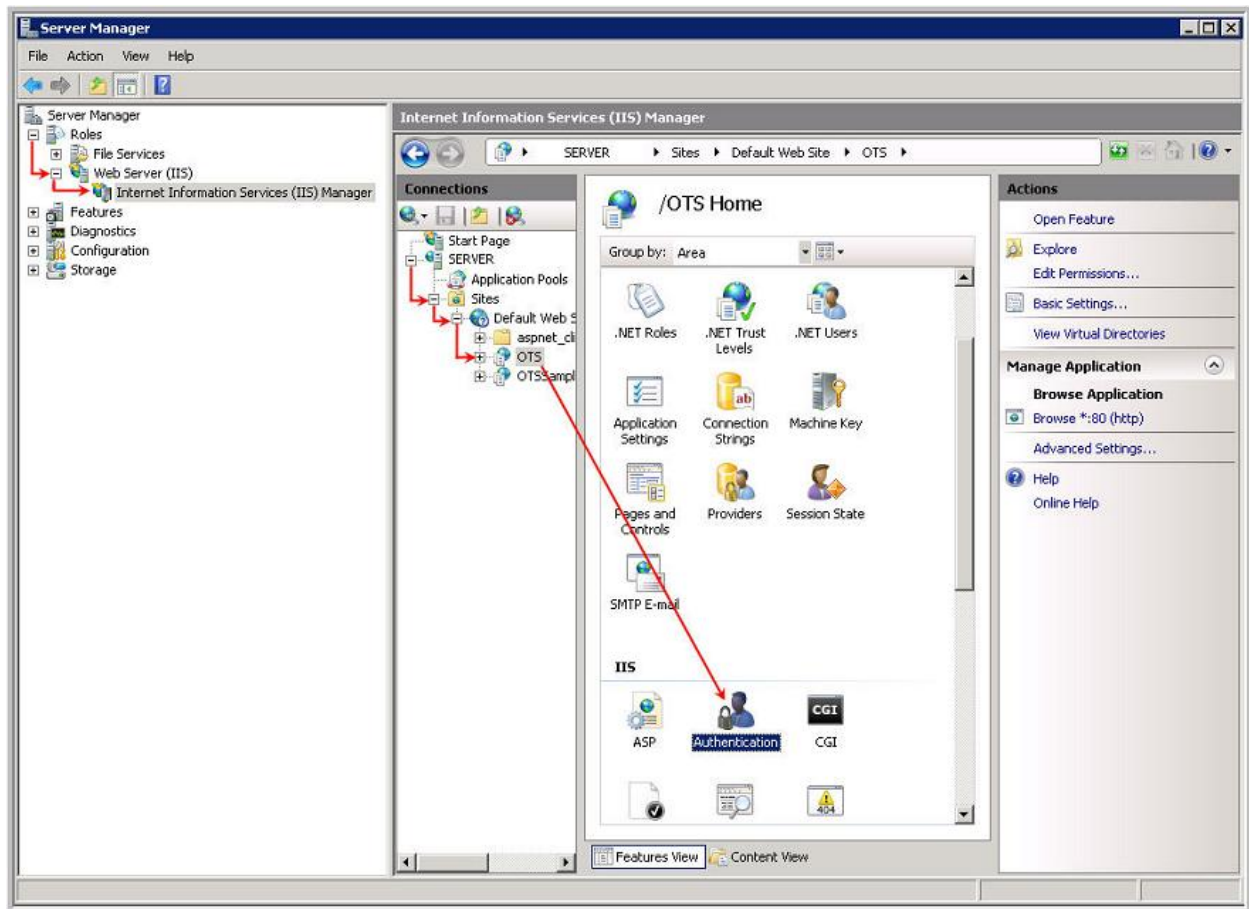 Server Manager
File Action View Help
Server Manager
Roles
File Services
Web Server (IIS)
Internet Information Services (IIS) Manager
Features
Diagnostics
Configuration
Storage
Internet Information Services (IIS) Manager
SERVER Sites Default Web Site OTS
Connections
Start Page
SERVER
Application Pools
Sites
Default Web S
aspnet_cli
OTS
OTSSampl
/OTS Home
Group by: Area
.NET Roles
.NET Trust
Levels
.NET Users
Application
Settings
Connection
Strings
ab
Machine Key
Pages and
Controls
Providers
Session State
SMTP E-mail
IIS
ASP
Authentication
CGI
CGI
404
Features View
Content View
Actions
Open Feature
Explore
Edit Permissions...
Basic Settings...
View Virtual Directories
Manage Application
Browse Application
Browse *:80 (http)
Advanced Settings...
Help
Online Help